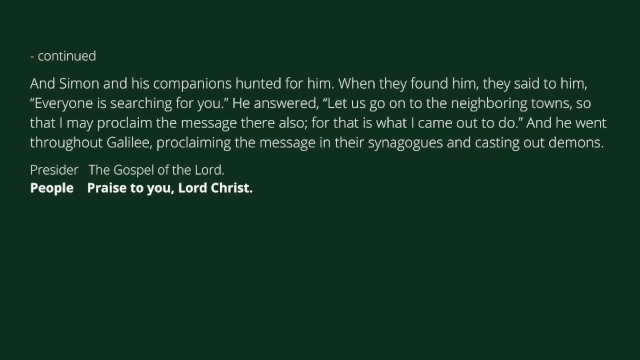 - continued
And Simon and his companions hunted for him. When they found him, they said to him,
“Everyone is searching for you.” He answered, “Let us go on to the neighboring towns, so
that I may proclaim the message there also; for that is what I came out to do.” And he went
throughout Galilee, proclaiming the message in their synagogues and casting out demons.
Presider The Gospel of the Lord.
People Praise to you, Lord Christ.